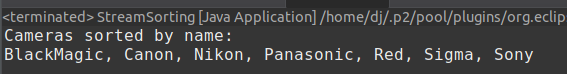 <terminated> StreamSorting [Java Application] /home/dj/.p2/pool/plugins/org.eclip
Cameras sorted by name:
BlackMagic, Canon, Nikon, Panasonic, Red, Sigma, Sony